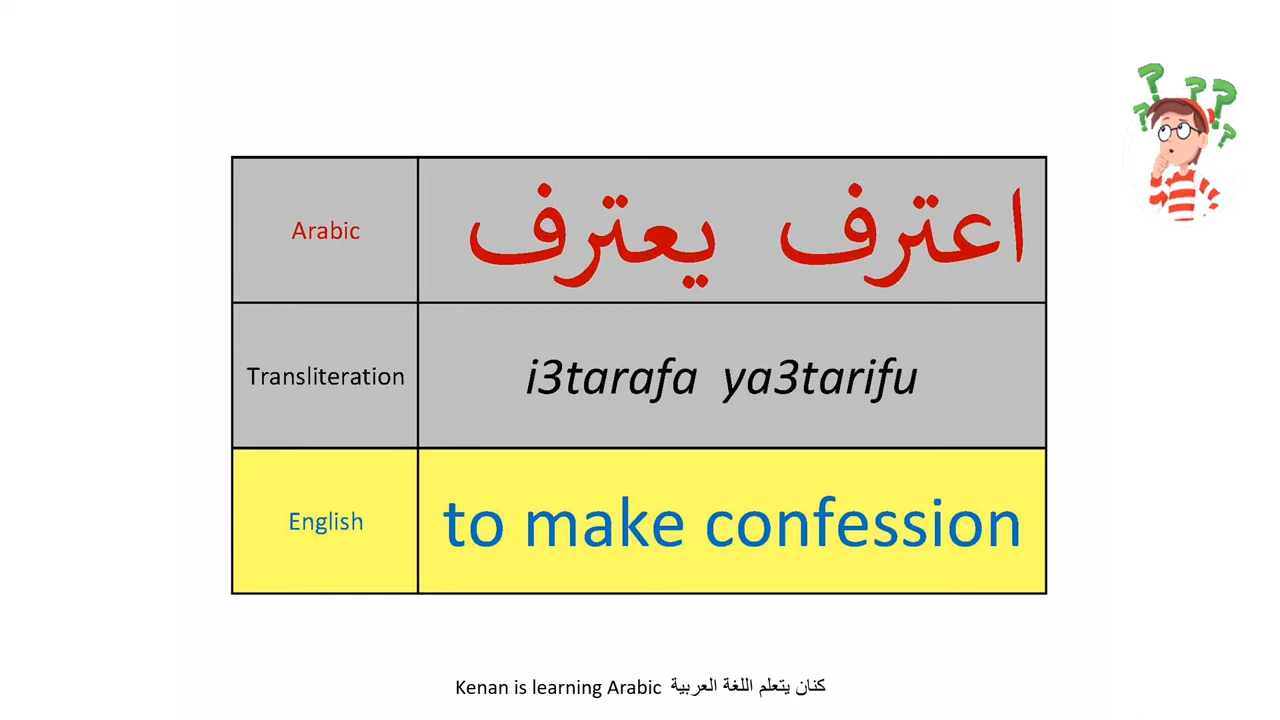 Arabic اعترف يعترف
Transliteration i3tarafa ya3tarifu
English to make confession
Kenan is learning Arabic كنان يتعلم اللغة العربية